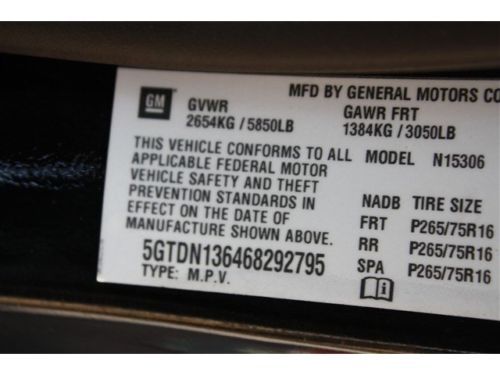 MFD BY GENERAL MOTORS CO
GM
GVWR GAWR FRT
2654KG / 5850LB 1384KG / 3050LB
THIS VEHICLE CONFORMS TO ALL
APPLICABLE FEDERAL MOTOR
VEHICLE SAFETY AND THEFT
PREVENTION STANDARDS IN
EFFECT ON THE DATE OF
MANUFACTURE SHOWN ABOVE.
5GTDN136468292795
TYPE: M.P.V.
MODEL N15306
NADB TIRE SIZE
FRT P265/75R16
RR P265/75R16
SPA P265/75R16